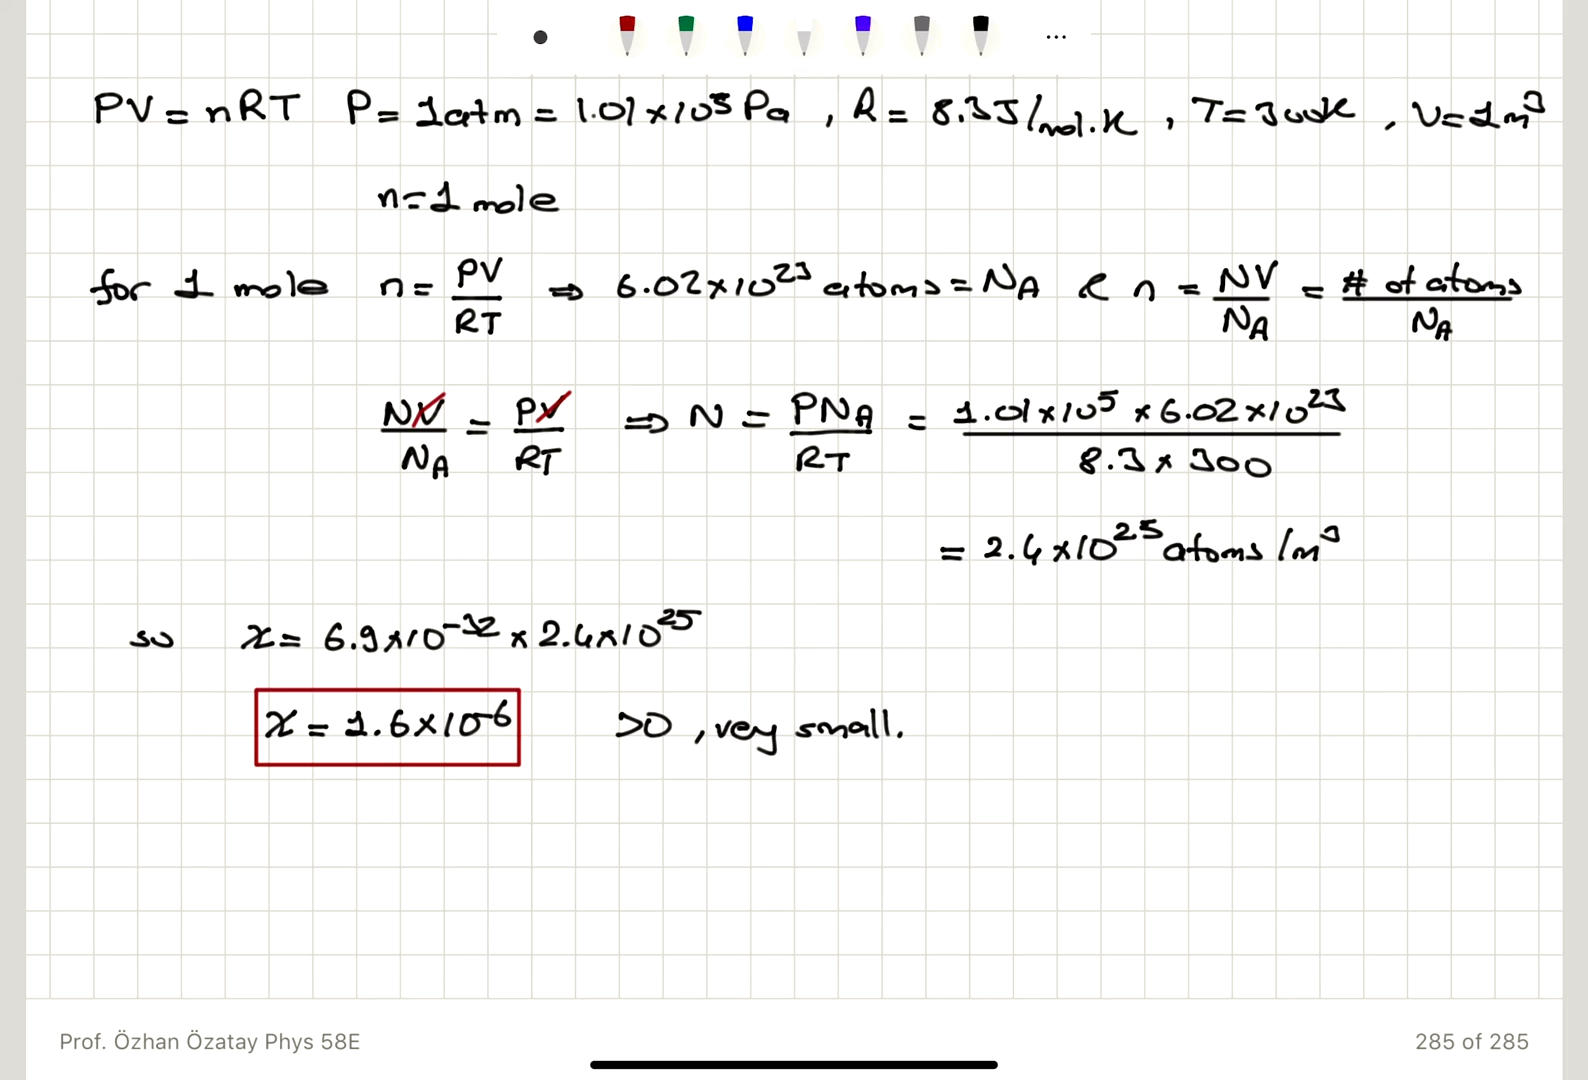 PV = nRT P = 1atm = 1.01×10⁵ Pa , R = 8.3J/mol.K , T=300K , V=1m³
n=1 mole
for 1 mole n= PV/RT ⇒ 6.02×10²³ atoms = N_A & n = NV/N_A = # of atoms/N_A
NV/N_A = PV/RT ⇒ N = PN_A/RT = 1.01×10⁵ × 6.02×10²³/8.3 × 300
= 2.4×10²⁵ atoms/m³
so x = 6.9×10⁻³² × 2.4×10²⁵
x = 1.6×10⁻⁶ >0 , very small.
Prof. Özhan Özatay Phys 58E
285 of 285